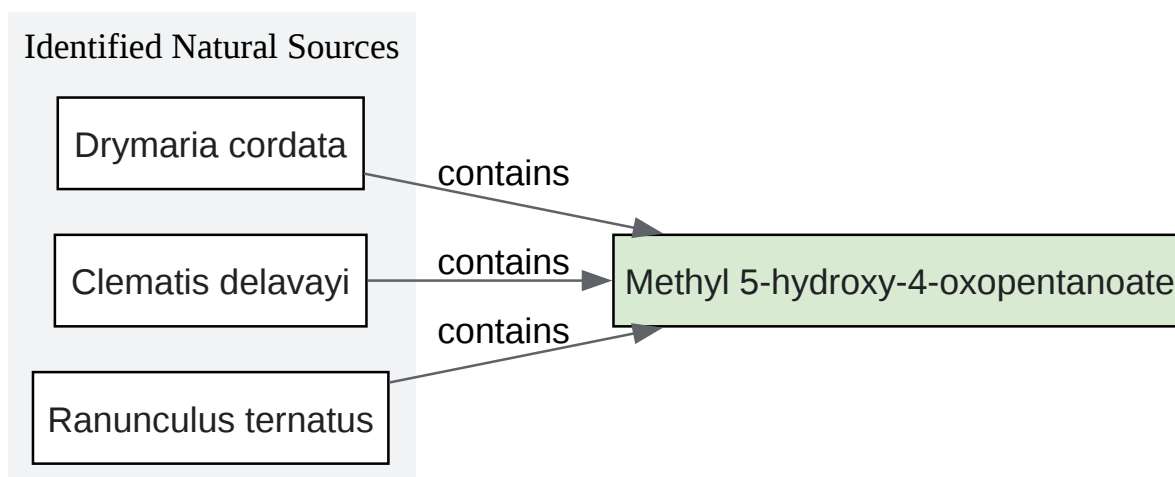 Identified Natural Sources
Drymaria cordata
contains
Clematis delavayi
contains
Methyl 5-hydroxy-4-oxopentanoate
contains
Ranunculus ternatus